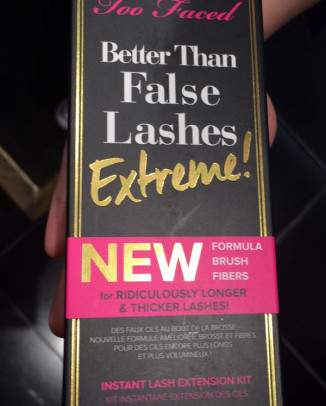 Too Faced
Better Than
False
Lashes
Extreme!
NEW
FORMULA
BRUSH
FIBERS
for RIDICULOUSLY LONGER
& THICKER LASHES!
DES FAUX CILS AU BOUT DE LA BROSSE
NOUVELLE FORMULE AMÉLIORÉE, BROSSE ET FIBRES
POUR DES CILS ENCORE PLUS LONGS
ET PLUS VOLUMINEUX !
INSTANT LASH EXTENSION KIT
KIT INSTANTANÉ EXTENSION DES CILS